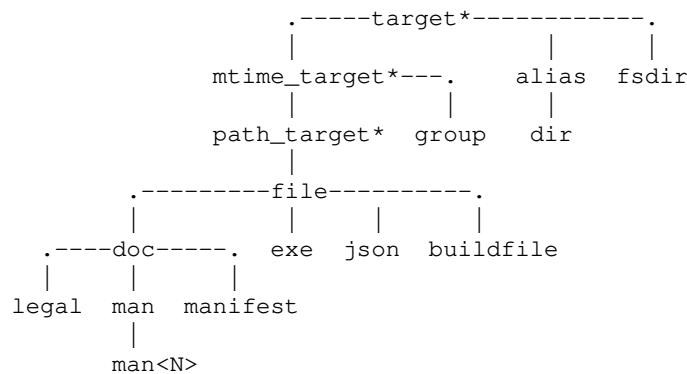 .-----target*------------.
|                |       |
mtime_target*---.   alias   fsdir
|             |       |
path_target*  group   dir
|
.---------file----------.
|          |    |       |
.----doc-----.  exe  json  buildfile
|     |      |
legal  man  manifest
|
man<N>